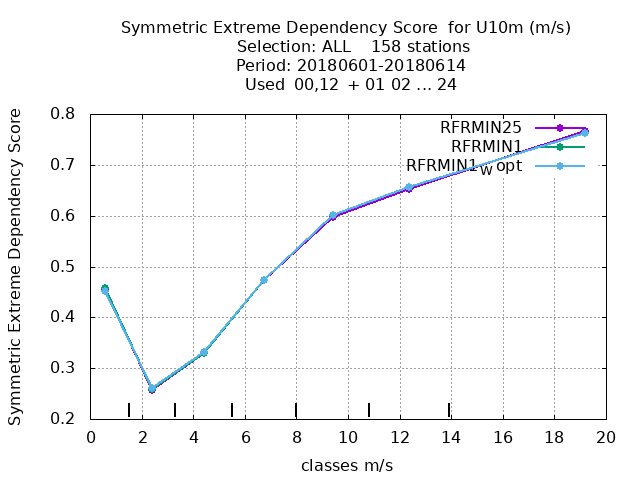 Symmetric Extreme Dependency Score for U10m (m/s)
Selection: ALL 158 stations
Period: 20180601-20180614
Used 00,12 + 01 02 ... 24
Symmetric Extreme Dependency Score
0.8
0.7
0.6
0.5
0.4
0.3
0.2
RFRMIN25
RFRMIN1
RFRMIN1w opt
0 2 4 6 8 10 12 14 16 18 20
classes m/s